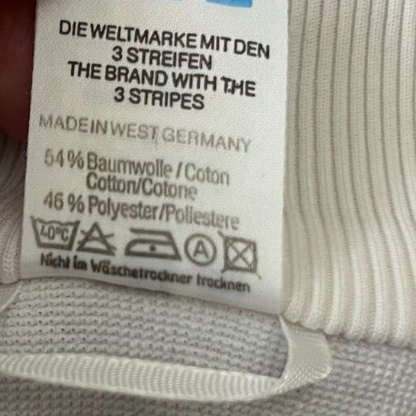 DIE WELTMARKE MIT DEN
3 STREIFEN
THE BRAND WITH THE
3 STRIPES
MADE IN WEST GERMANY
54% Baumwolle / Coton
Cotton/Cotone
46% Polyester/Poliestere
40°C A
Nicht im Wäschetrockner trocknen